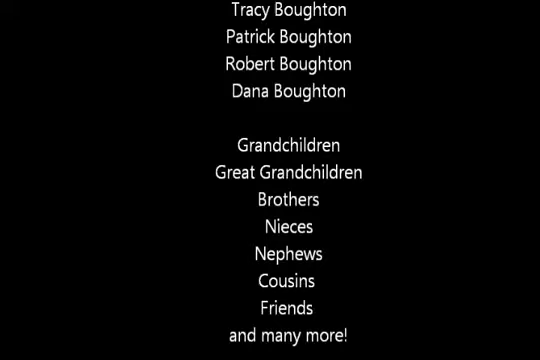 Tracy Boughton
Patrick Boughton
Robert Boughton
Dana Boughton
Grandchildren
Great Grandchildren
Brothers
Nieces
Nephews
Cousins
Friends
and many more!